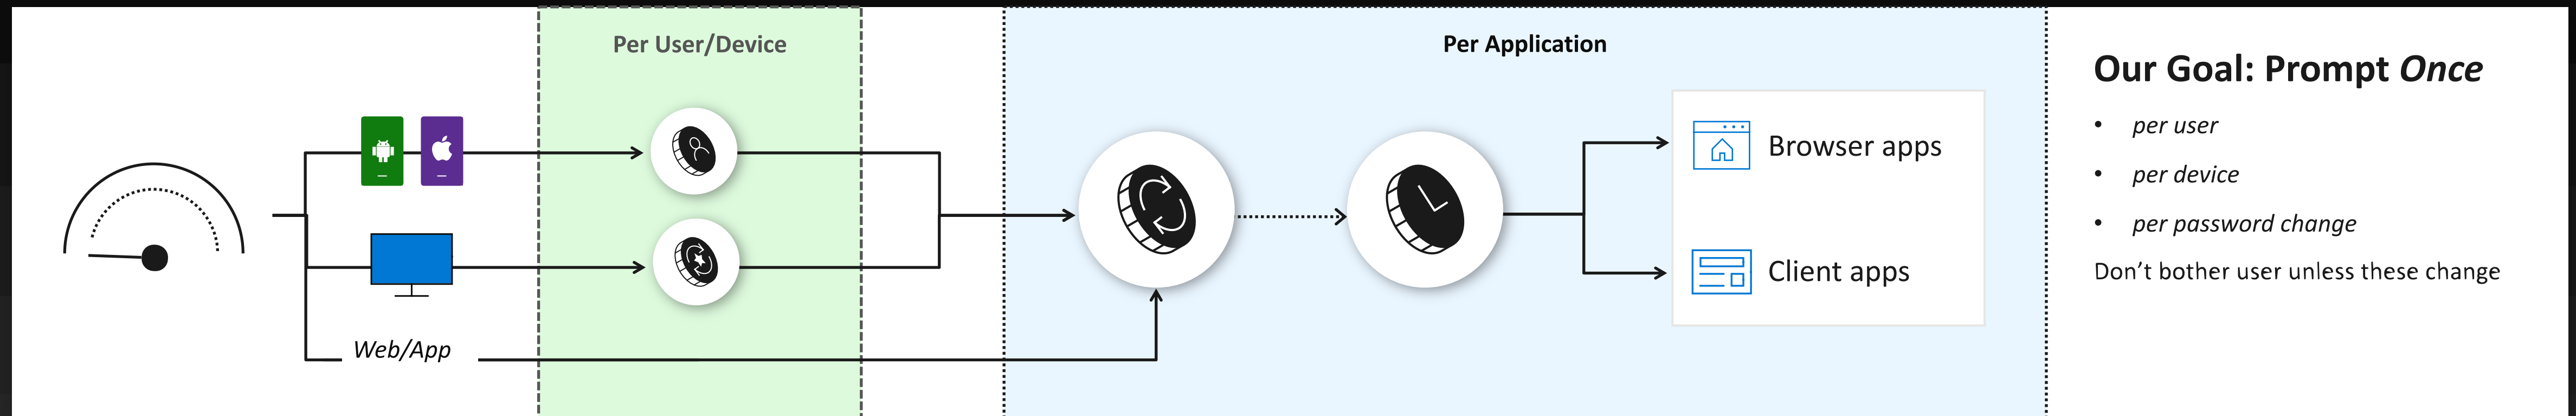 Per User/Device
Per Application
Web/App
Browser apps
Client apps
Our Goal: Prompt Once
• per user
• per device
• per password change
Don’t bother user unless these change